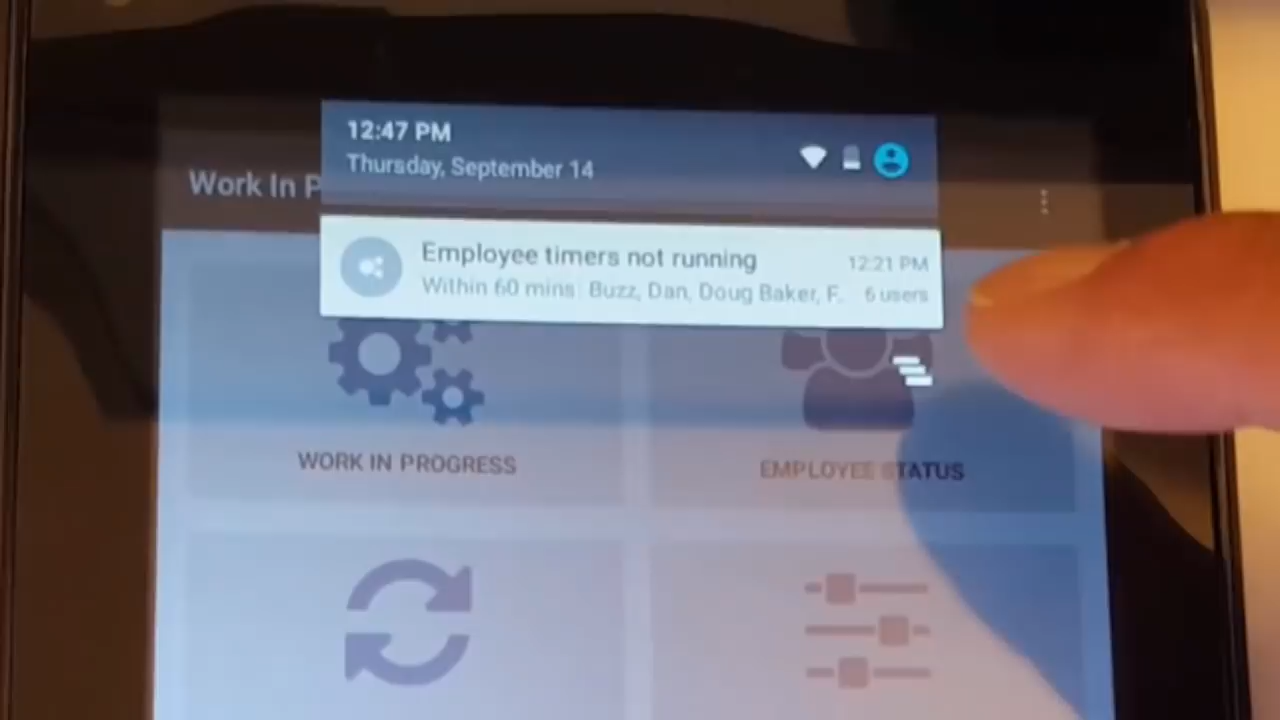 12:47 PM
Thursday, September 14
Work In P
Employee timers not running 12:21 PM
Within 60 mins: Buzz, Dan, Doug Baker, F. 6 users
WORK IN PROGRESS
EMPLOYEE STATUS